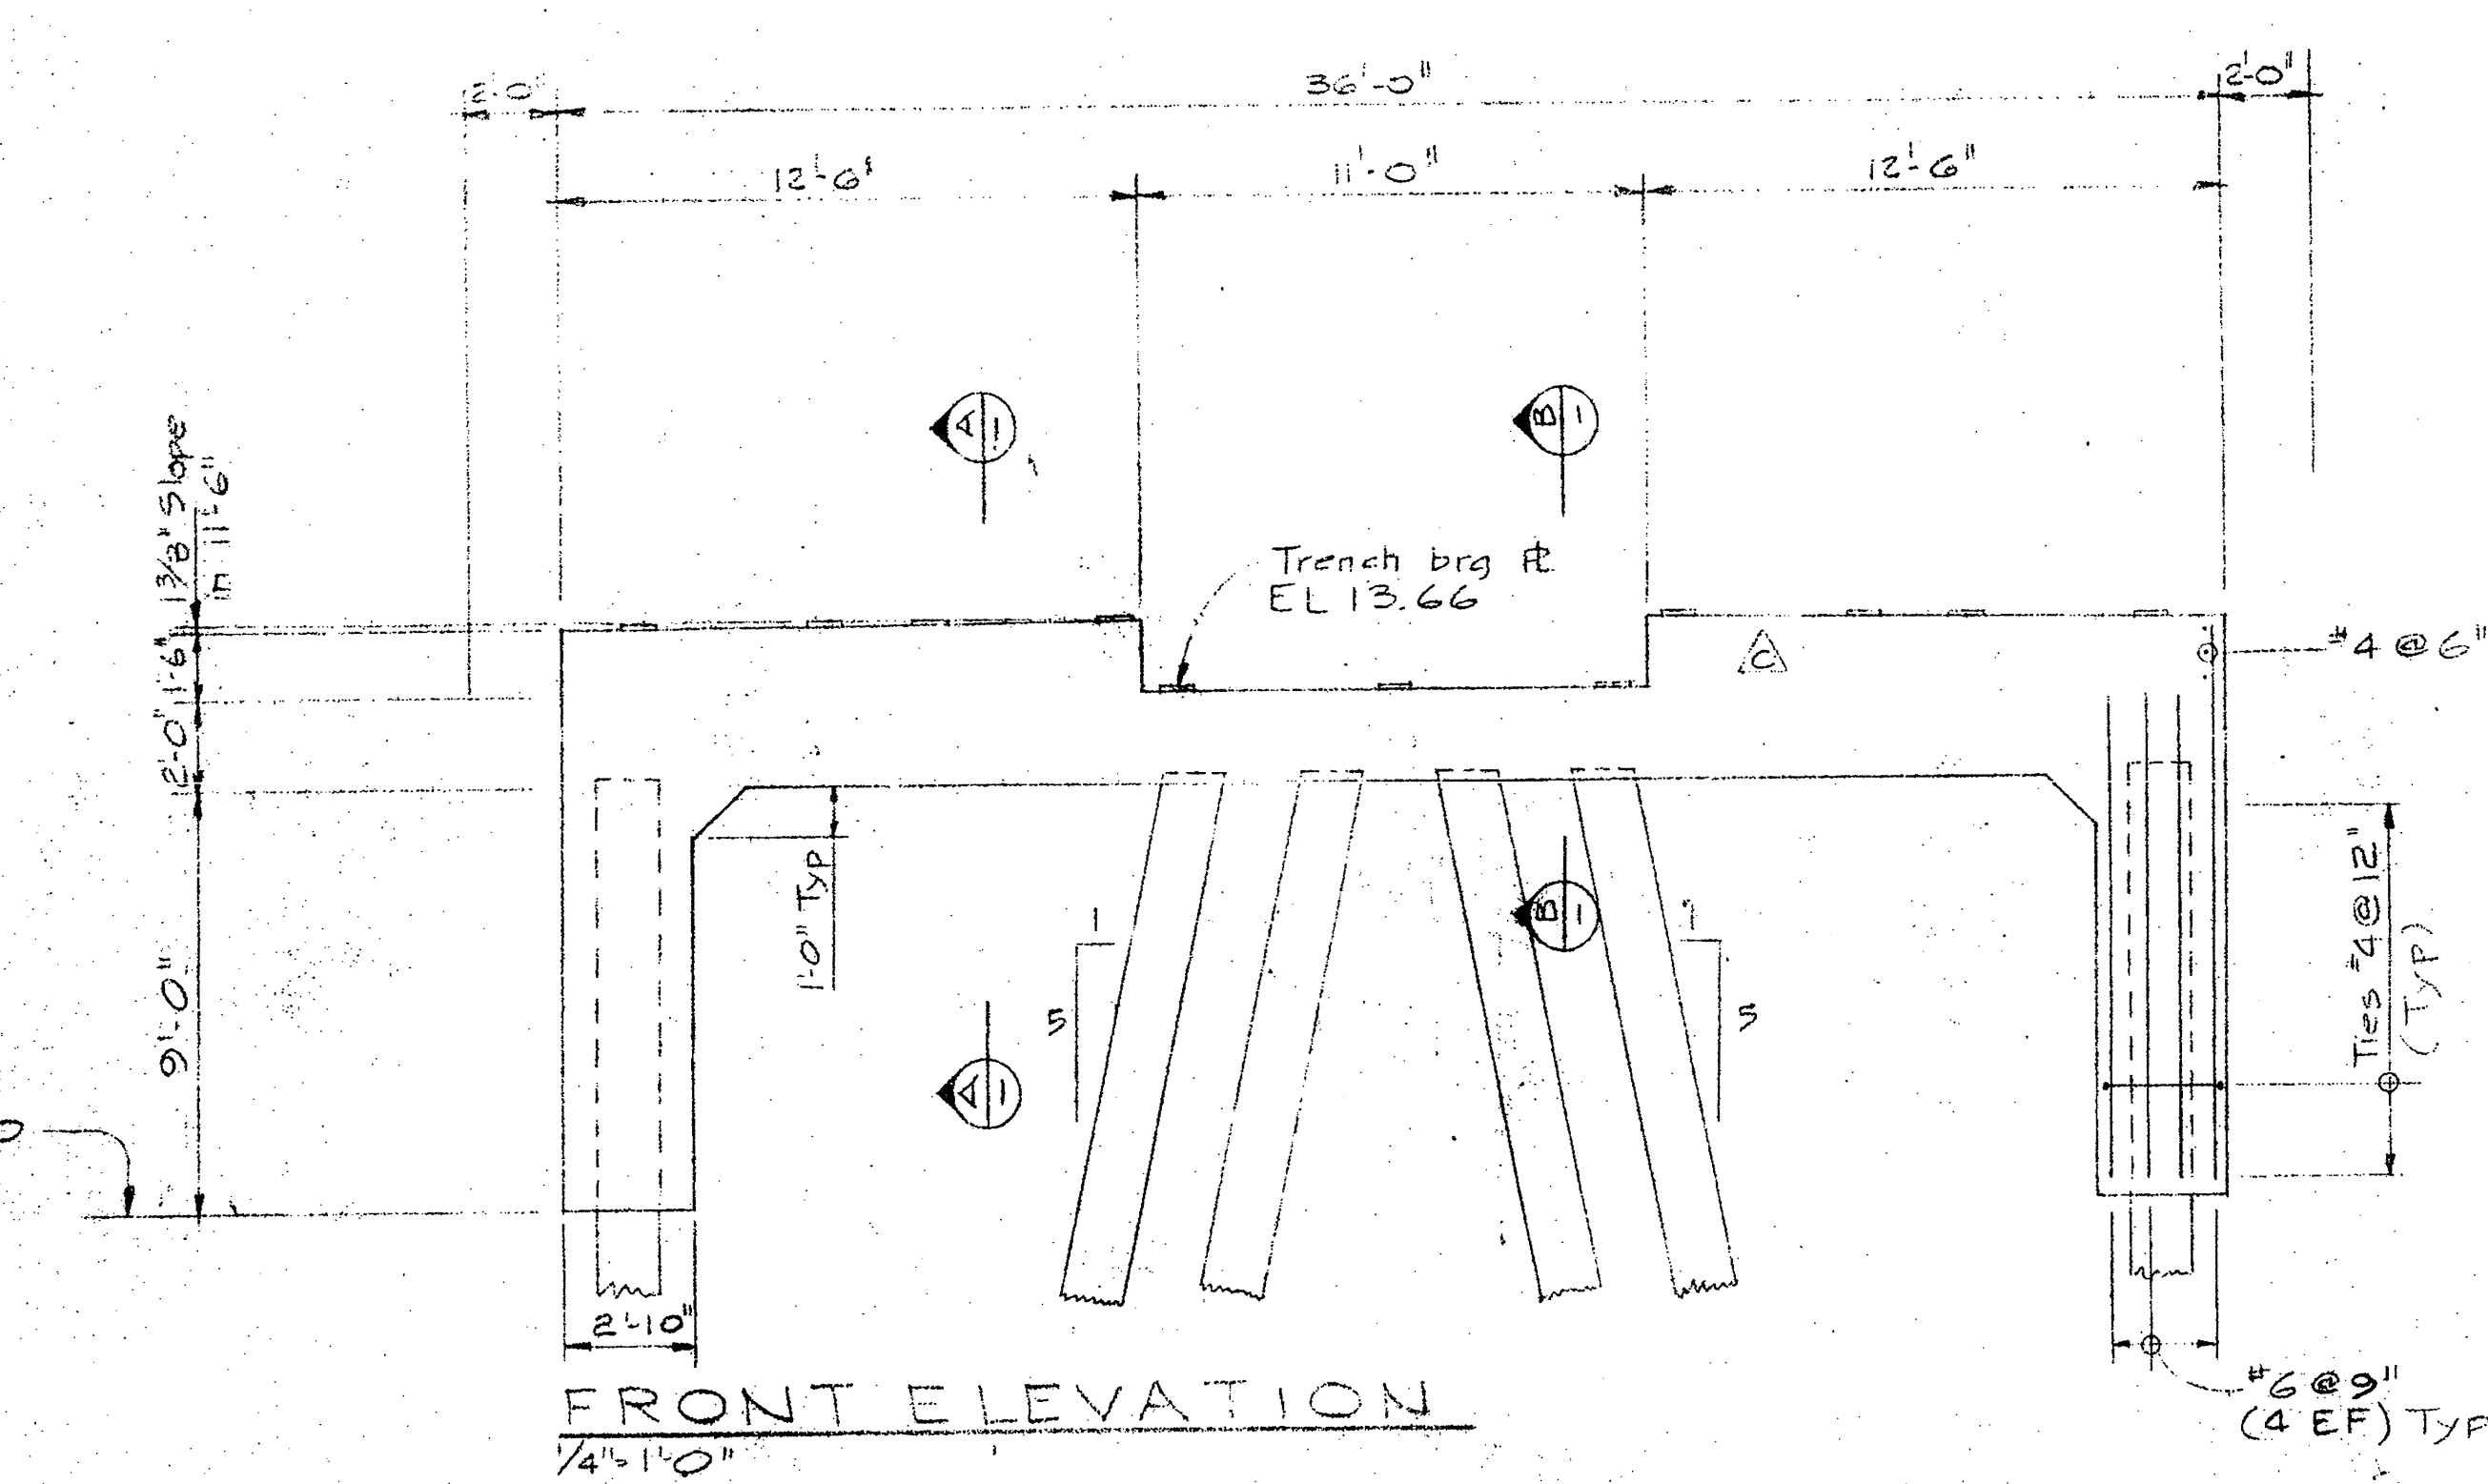 2'-0"
36'-0"
2'-0"
12'-6"
11'-0"
12'-6"
A
1
B
1
1 3/8" Slope
in 11'-6"
Trench brg PL
EL 13.66
C
#4 @ 6"
1'-6"
2'-0"
9'-0"
1'-0" Typ
1
5
B
1
1
5
A
1
Ties #4 @ 12"
(Typ)
2'-10"
#6 @ 9"
(4 EF) Typ
FRONT ELEVATION
1/4"=1'-0"